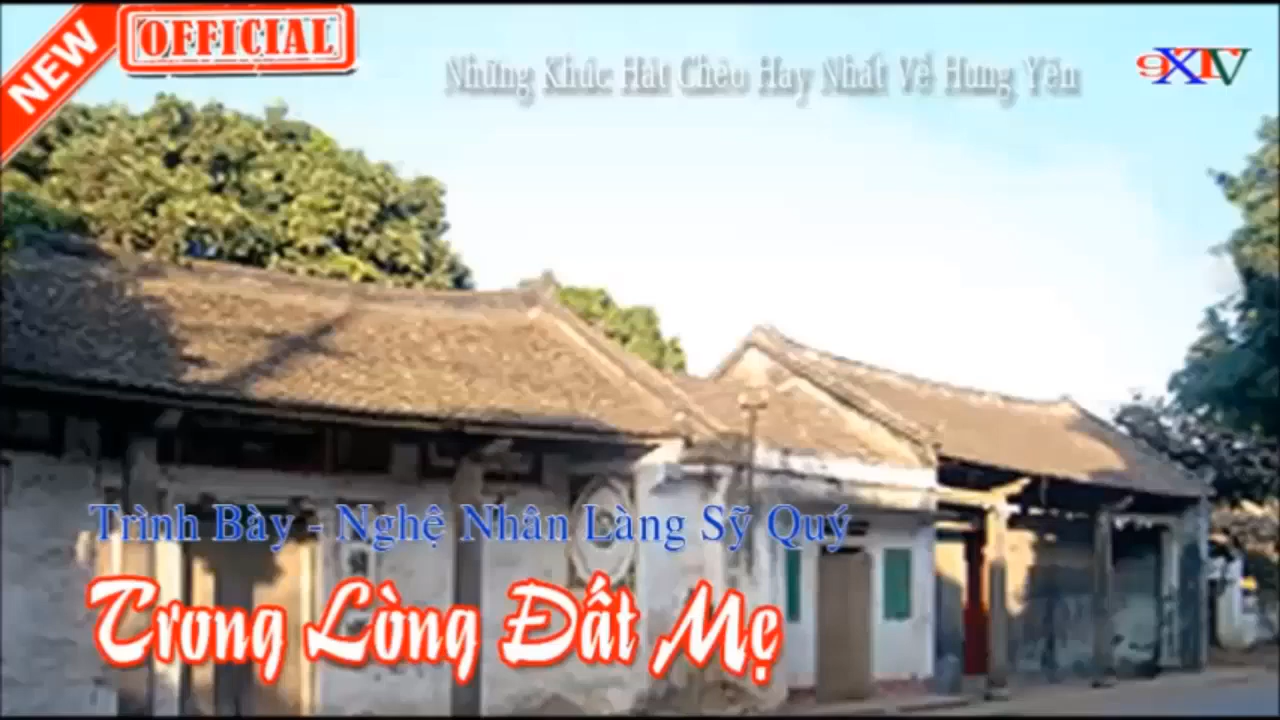 NEW
OFFICIAL
Những Khúc Hát Chèo Hay Nhất Về Hưng Yên
9XTV
Trình Bày - Nghệ Nhân Làng Sỹ Quý
Tương Lòng Đất Mẹ